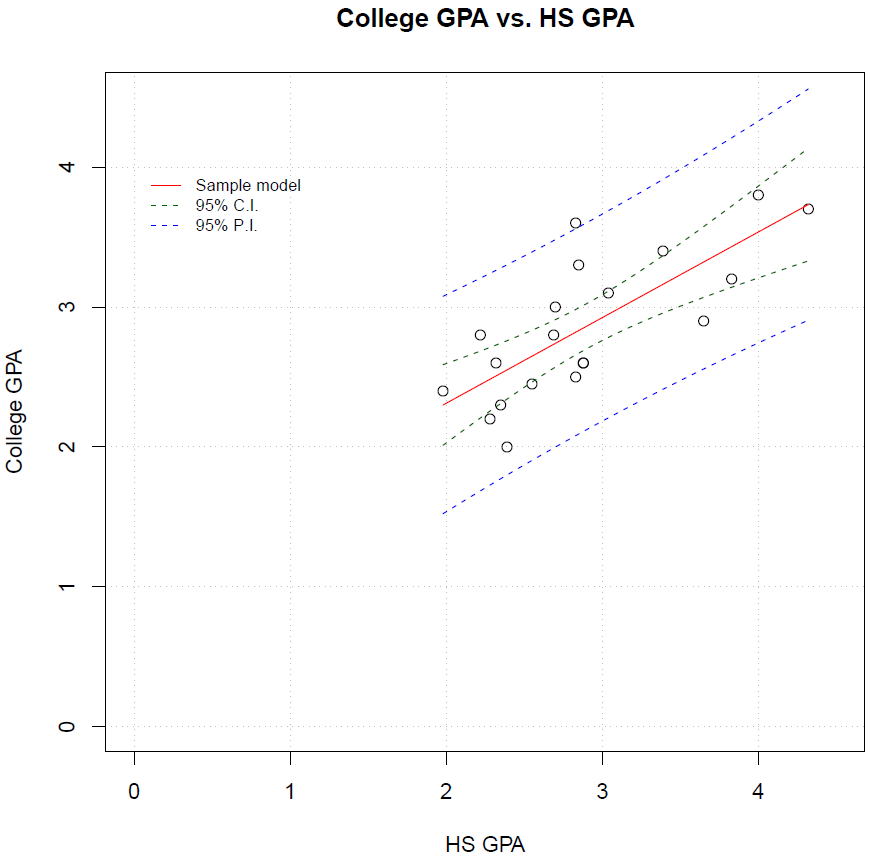 College GPA vs. HS GPA
College GPA
4
3
2
1
0
Sample model
95% C.I.
95% P.I.
0 1 2 3 4
HS GPA